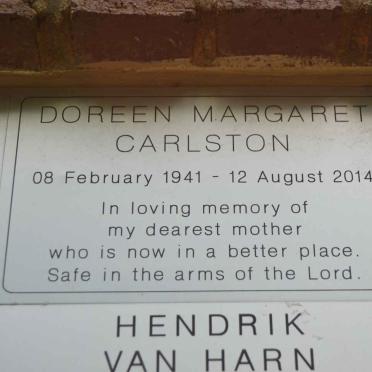 DOREEN MARGARET
CARLSTON
08 February 1941 - 12 August 2014
In loving memory of
my dearest mother
who is now in a better place.
Safe in the arms of the Lord.
HENDRIK
VAN HARN